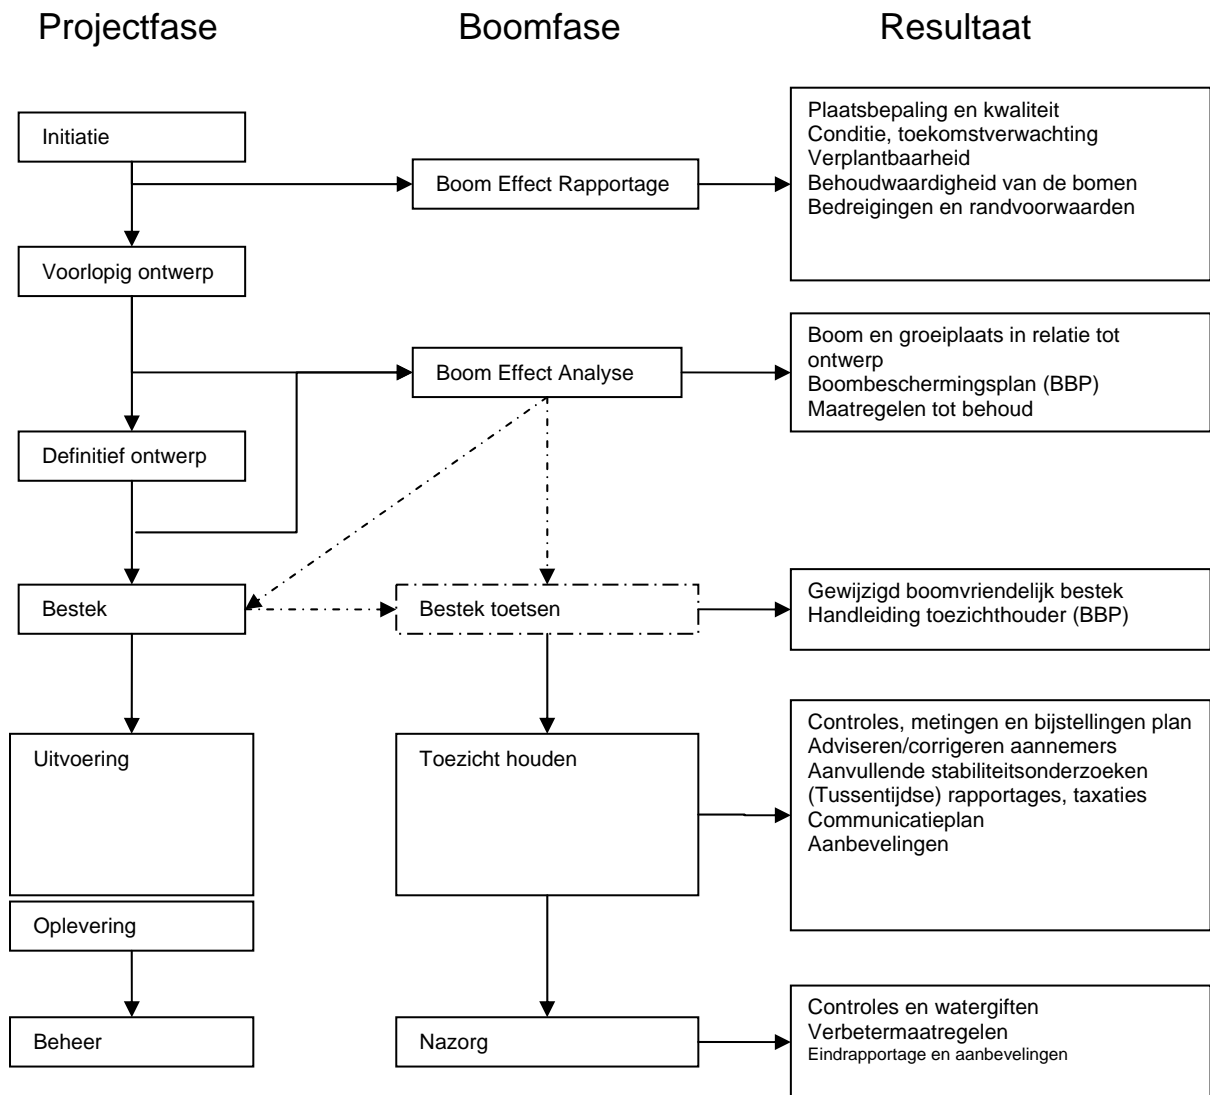 Projectfase
Boomfase
Resultaat
Initiatie
Boom Effect Rapportage
Plaatsbepaling en kwaliteit
Conditie, toekomstverwachting
Verplantbaarheid
Behoudwaardigheid van de bomen
Bedreigingen en randvoorwaarden
Voorlopig ontwerp
Boom Effect Analyse
Boom en groeiplaats in relatie tot
ontwerp
Boombeschermingsplan (BBP)
Maatregelen tot behoud
Definitief ontwerp
Bestek
Bestek toetsen
Gewijzigd boomvriendelijk bestek
Handleiding toezichthouder (BBP)
Uitvoering
Toezicht houden
Controles, metingen en bijstellingen plan
Adviseren/corrigeren aannemers
Aanvullende stabiliteitsonderzoeken
(Tussentijdse) rapportages, taxaties
Communicatieplan
Aanbevelingen
Oplevering
Beheer
Nazorg
Controles en watergiften
Verbetermaatregelen
Eindrapportage en aanbevelingen